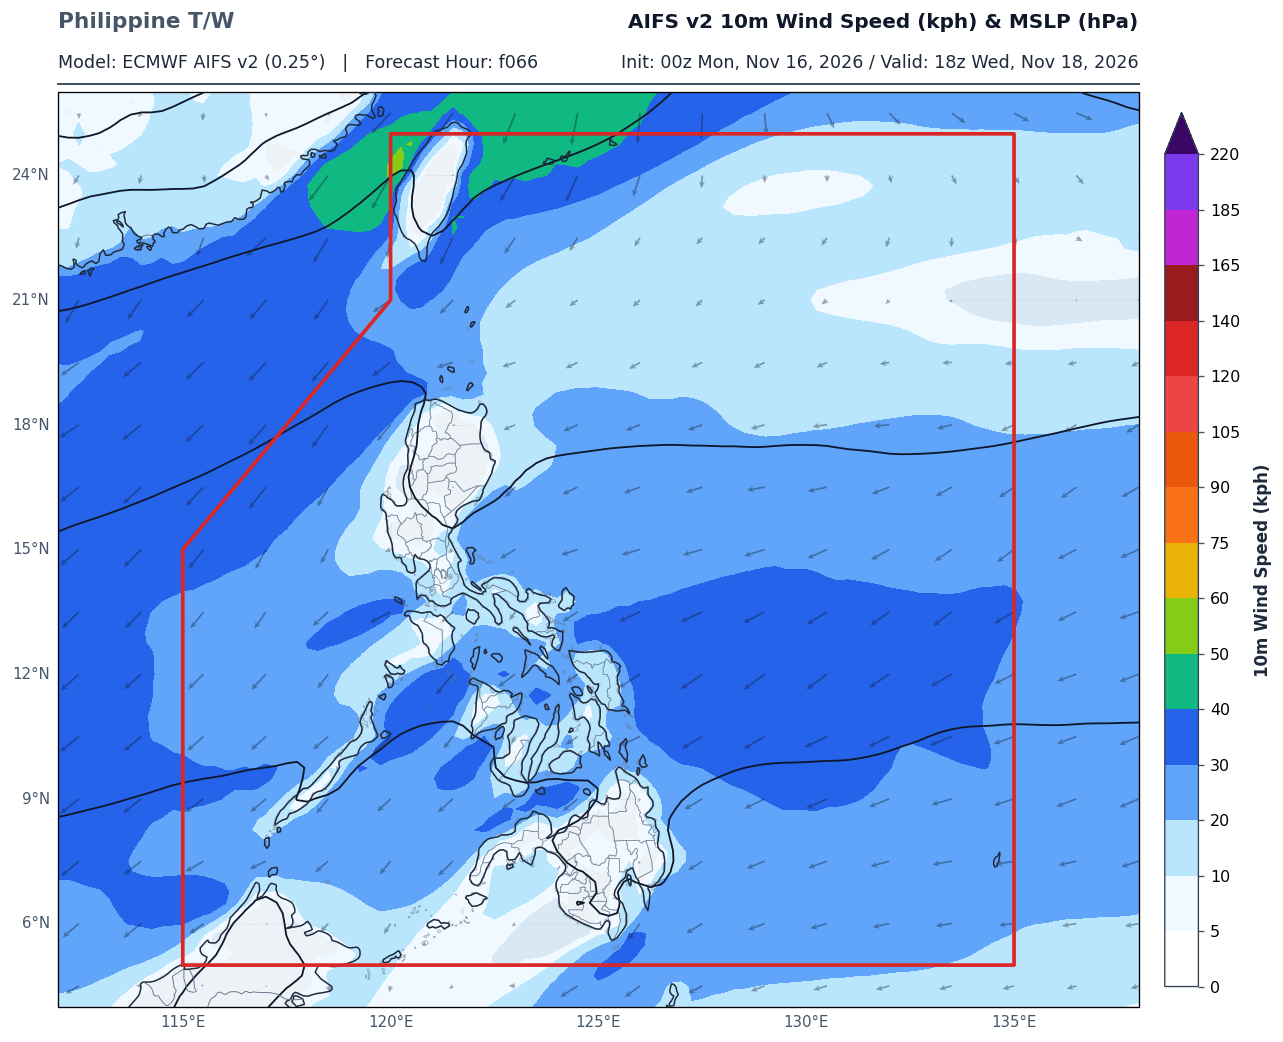 Philippine T/W
AIFS v2 10m Wind Speed (kph) & MSLP (hPa)
Model: ECMWF AIFS v2 (0.25°) | Forecast Hour: f066
Init: 00z Mon, Nov 16, 2026 / Valid: 18z Wed, Nov 18, 2026
24°N
21°N
18°N
15°N
12°N
9°N
6°N
115°E
120°E
125°E
130°E
135°E
220
185
165
140
120
105
90
75
60
50
40
30
20
10
5
0
10m Wind Speed (kph)